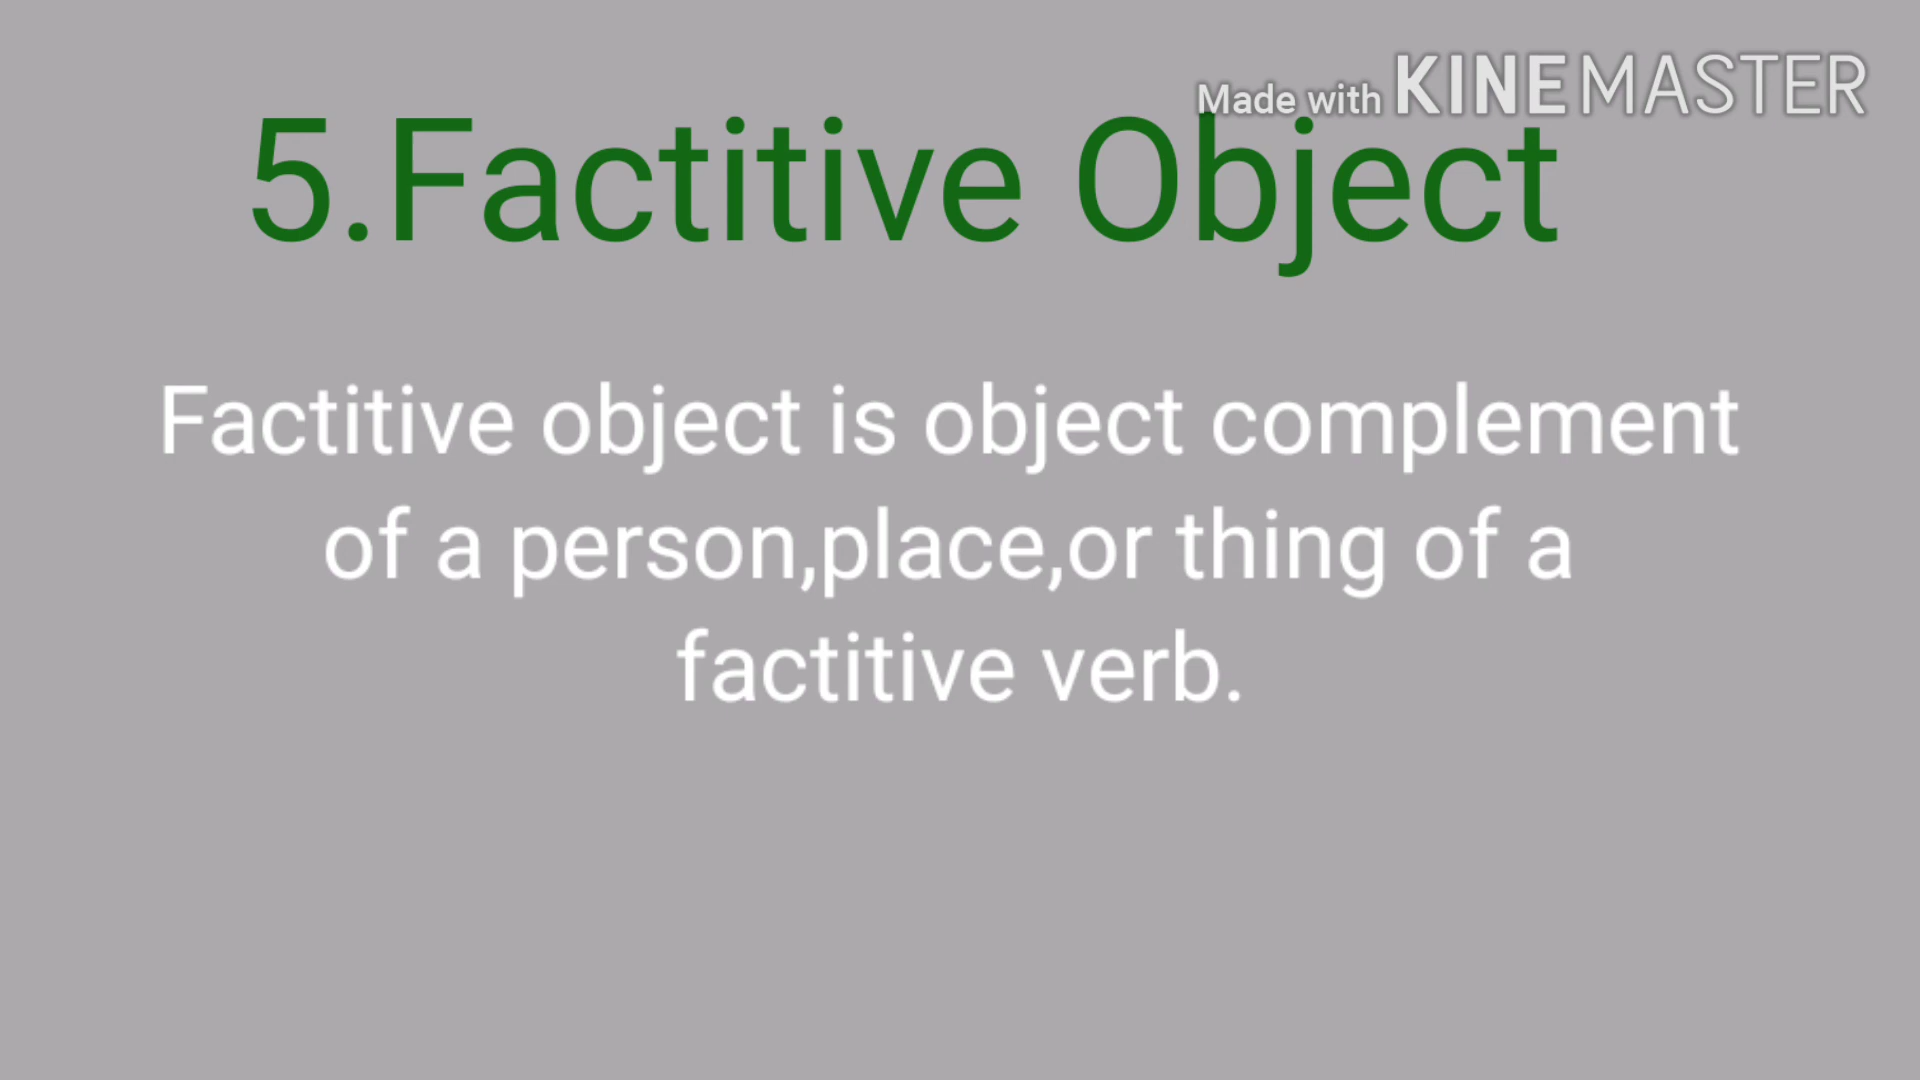 Made with KINEMASTER
5.Factitive Object
Factitive object is object complement
of a person,place,or thing of a
factitive verb.